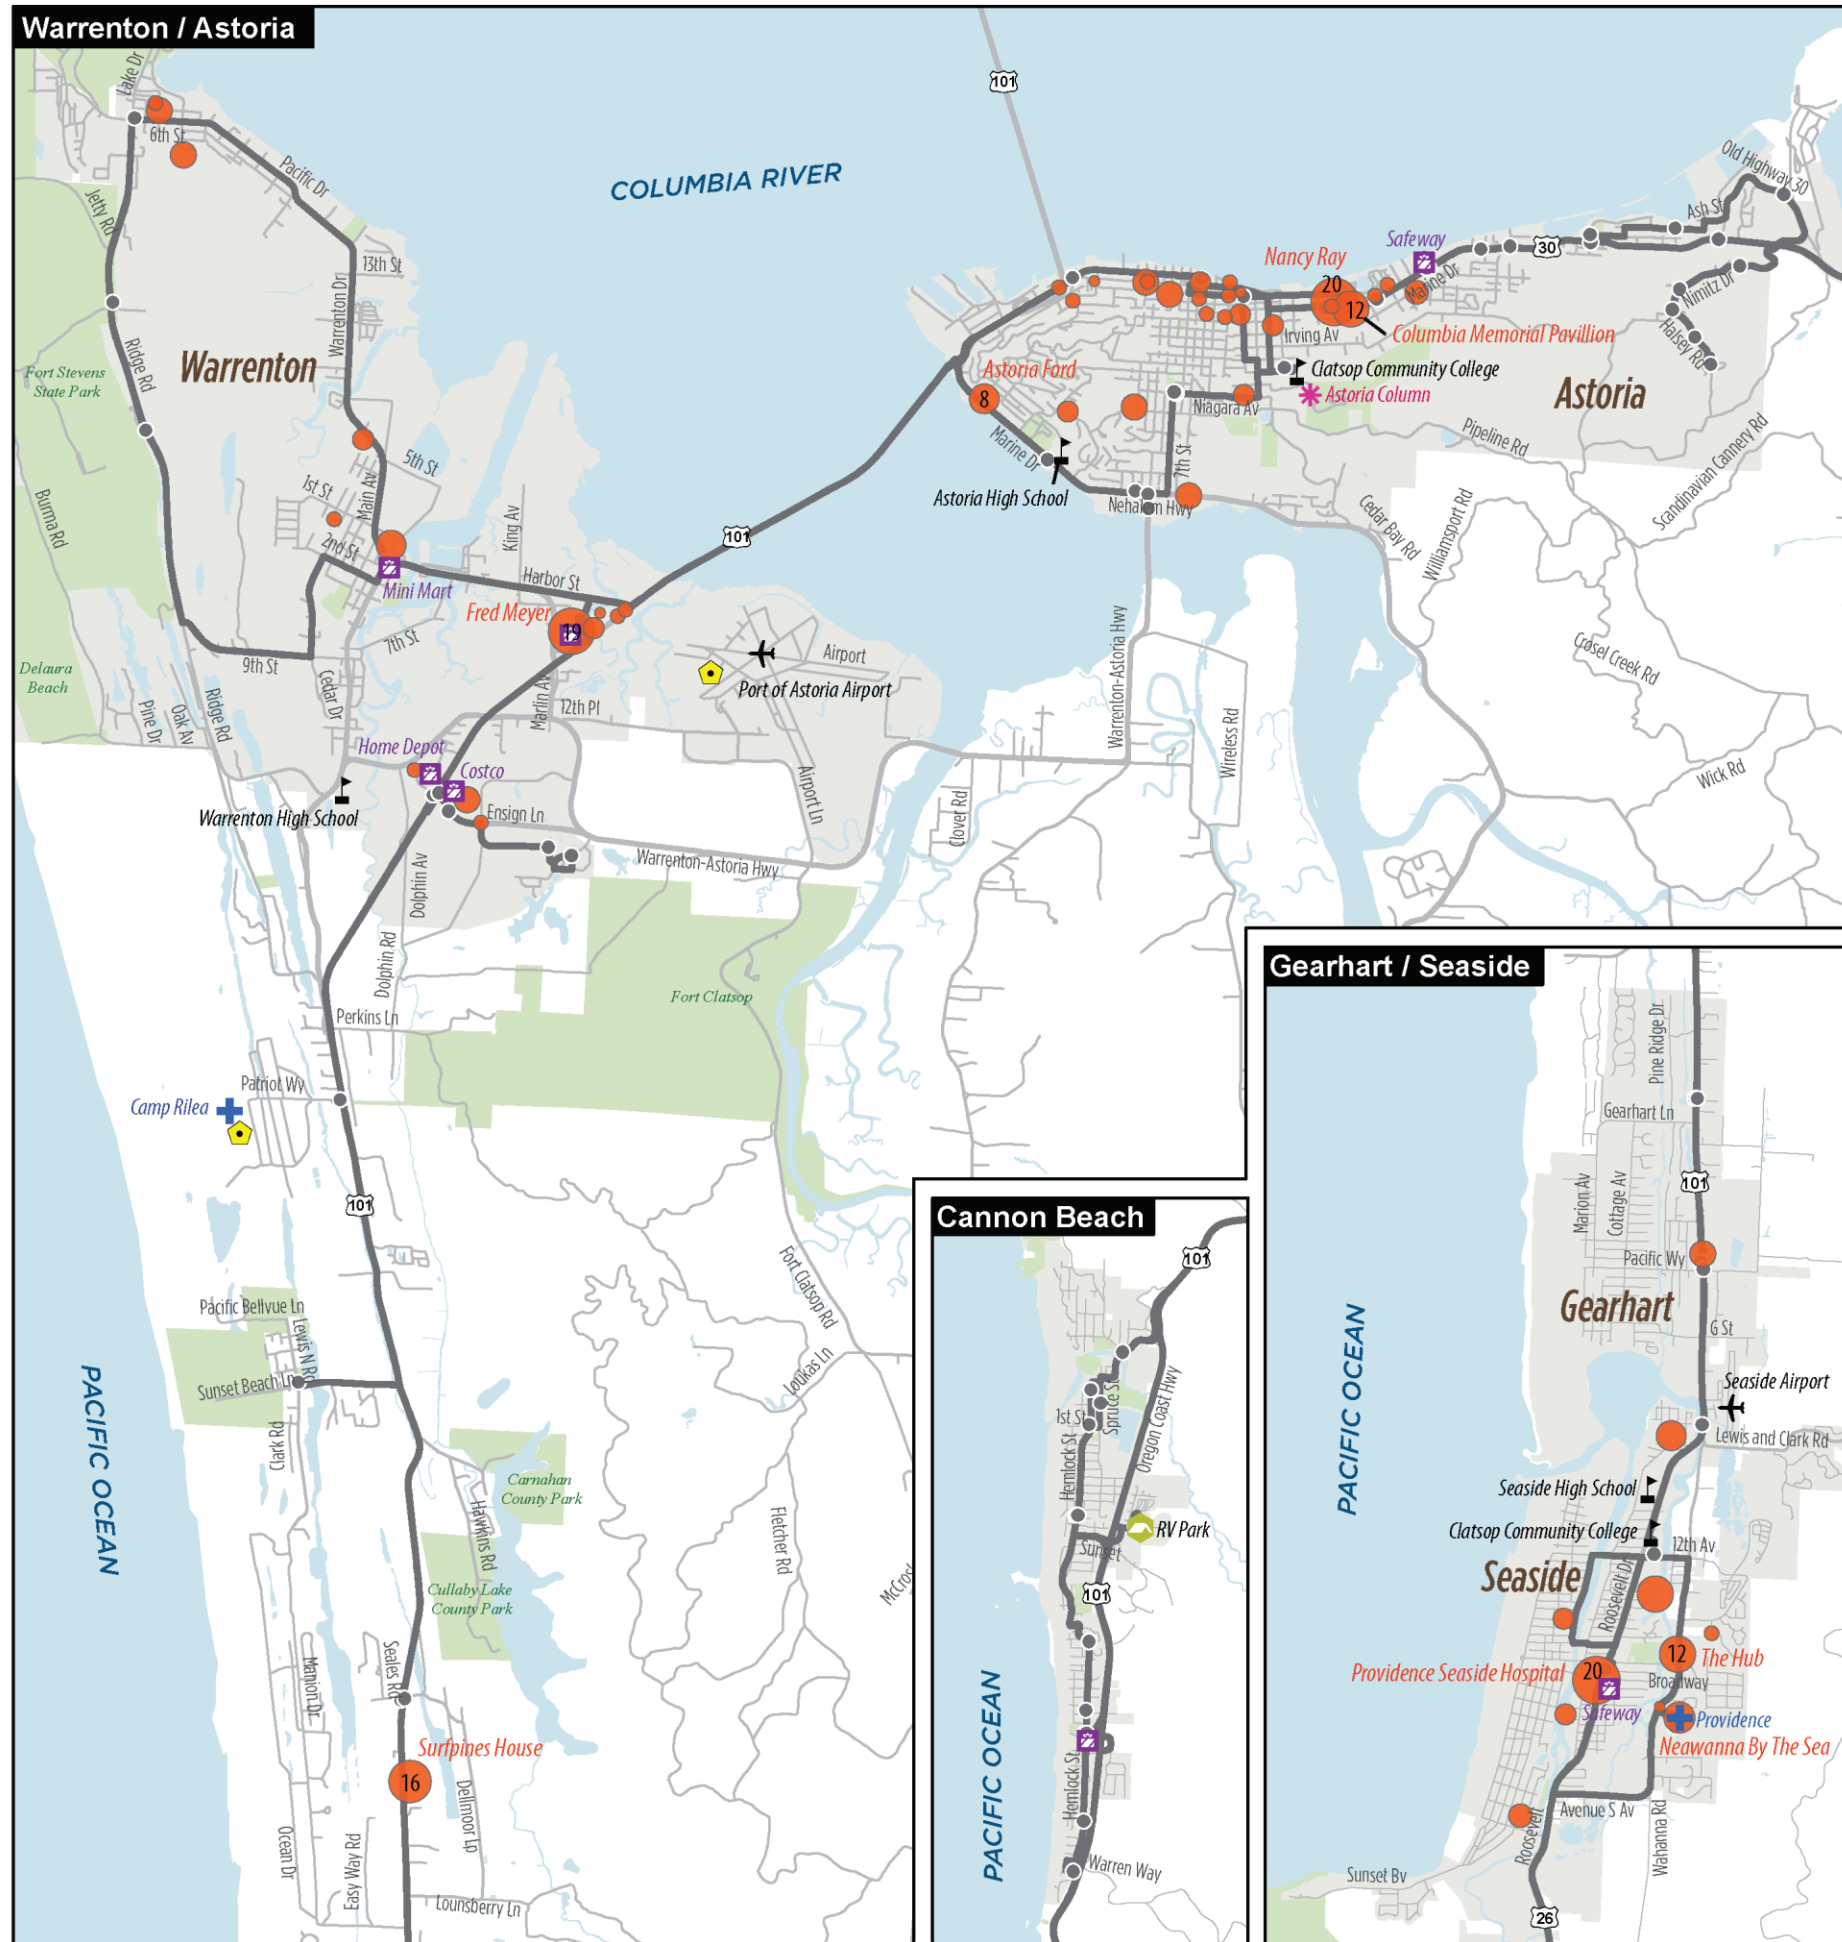 Warrenton / Astoria
101
COLUMBIA RIVER
Lake Dr
6th St
Pacific Dr
Jetty Rd
13th St
Warrenton Dr
Ridge Rd
Fort Stevens
State Park
Warrenton
5th St
1st St
Main Av
Burma Rd
2nd St
King Av
Harbor St
Mini Mart
Fred Meyer
19
7th St
9th St
Cedar Dr
Delaura
Beach
Pine Dr
Oak Av
Ridge Rd
Marlin Av
12th Pl
Airport
Port of Astoria Airport
Airport Ln
Home Depot
Costco
Warrenton High School
Ensign Ln
Warrenton-Astoria Hwy
Dolphin Av
Dolphin Rd
Old Highway 30
Ash St
Safeway
30
Nancy Ray
20
12
Marine Dr
Irving Av
Columbia Memorial Pavillion
Nimitz Dr
Halsey Rd
Astoria Ford
8
Clatsop Community College
Astoria Column
Astoria
Niagara Av
Marine Dr
7th St
Pipeline Rd
Scandinavian Cannery Rd
Astoria High School
Nehalem Hwy
101
Cedar Bay Rd
Williamsport Rd
Crosel Creek Rd
Wick Rd
Warrenton-Astoria Hwy
Wireless Rd
Clover Rd
Fort Clatsop
Perkins Ln
Patriot Wy
Camp Rilea
101
Pacific Bellvue Ln
Lewis N Rd
Sunset Beach Ln
Clark Rd
PACIFIC OCEAN
Fort Clatsop Rd
Loukas Ln
Carnahan
County Park
Hawkins Rd
Fletcher Rd
Cullaby Lake
County Park
McCros
Manion Dr
Seales Rd
Surfpines House
16
Dellmoor Lp
Ocean Dr
Easy Way Rd
Lounsberry Ln
Cannon Beach
101
1st St
Spruce St
Hemlock St
Oregon Coast Hwy
RV Park
Sunset
101
PACIFIC OCEAN
Hemlock St
Warren Way
Gearhart / Seaside
Pine Ridge Dr
Gearhart Ln
Marion Av
Cottage Av
101
Pacific Wy
Gearhart
G St
PACIFIC OCEAN
Seaside Airport
Lewis and Clark Rd
Seaside High School
Clatsop Community College
12th Av
Seaside
Roosevelt Dr
12
The Hub
Providence Seaside Hospital
20
Broadway
Safeway
Providence
Neawanna By The Sea
Avenue S Av
Roosevelt
Wahanna Rd
Sunset Bv
26